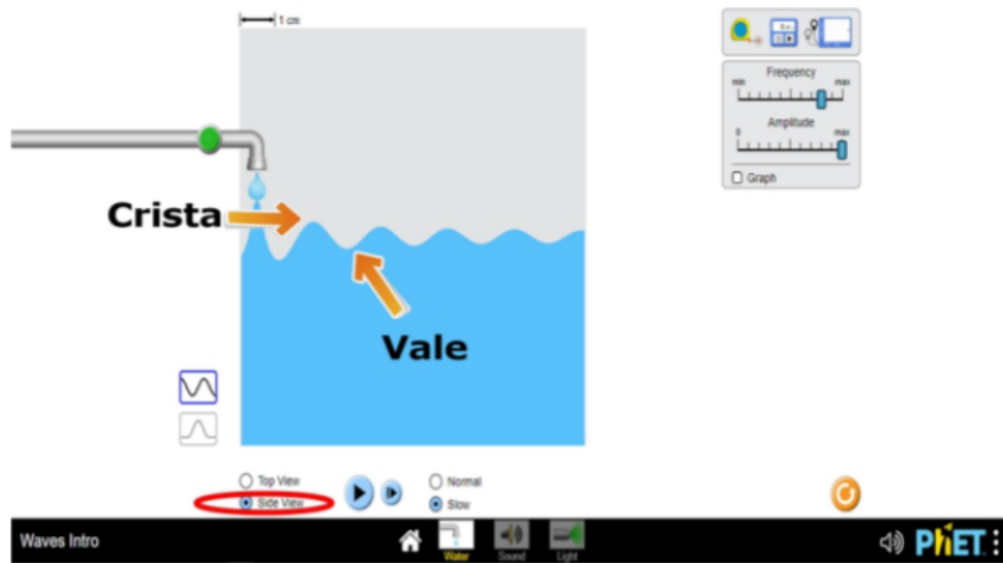 1 cm
Frequency
min max
Amplitude
0 max
Graph
Crista
Vale
Top View
Side View
Normal
Slow
Waves Intro
Water
Sound
Light
PhET